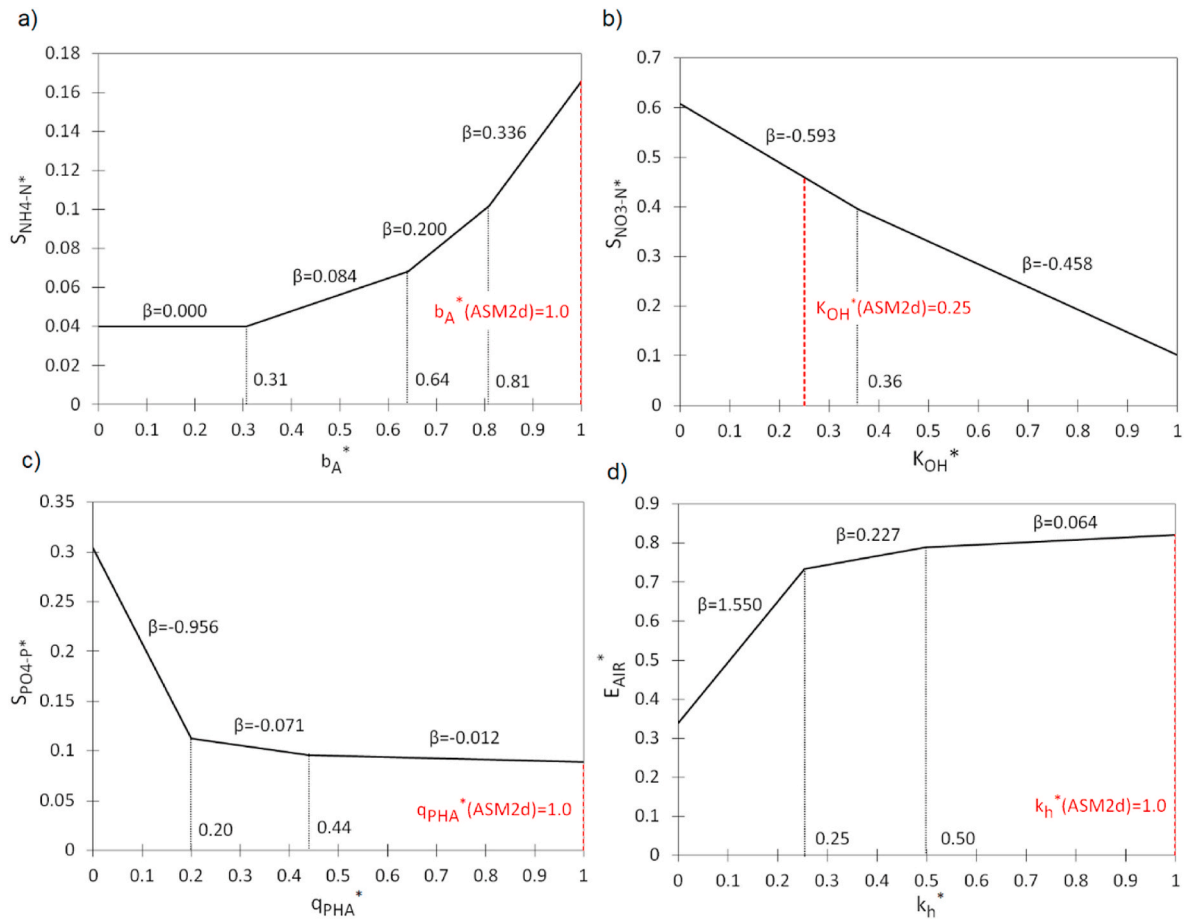 a)
0.18
0.16
0.14
0.12
0.1
0.08
0.06
0.04
0.02
0
S_NH4-N*
β=0.000
β=0.084
β=0.200
β=0.336
b_A*(ASM2d)=1.0
0.31
0.64
0.81
0 0.1 0.2 0.3 0.4 0.5 0.6 0.7 0.8 0.9 1
b_A*
b)
0.7
0.6
0.5
0.4
0.3
0.2
0.1
0
S_NO3-N*
β=-0.593
β=-0.458
K_OH*(ASM2d)=0.25
0.36
0 0.1 0.2 0.3 0.4 0.5 0.6 0.7 0.8 0.9 1
K_OH*
c)
0.35
0.3
0.25
0.2
0.15
0.1
0.05
0
S_PO4-P*
β=-0.956
β=-0.071
β=-0.012
q_PHA*(ASM2d)=1.0
0.20
0.44
0 0.1 0.2 0.3 0.4 0.5 0.6 0.7 0.8 0.9 1
q_PHA*
d)
0.9
0.8
0.7
0.6
0.5
0.4
0.3
0.2
0.1
0
E_AIR*
β=1.550
β=0.227
β=0.064
k_h*(ASM2d)=1.0
0.25
0.50
0 0.1 0.2 0.3 0.4 0.5 0.6 0.7 0.8 0.9 1
k_h*